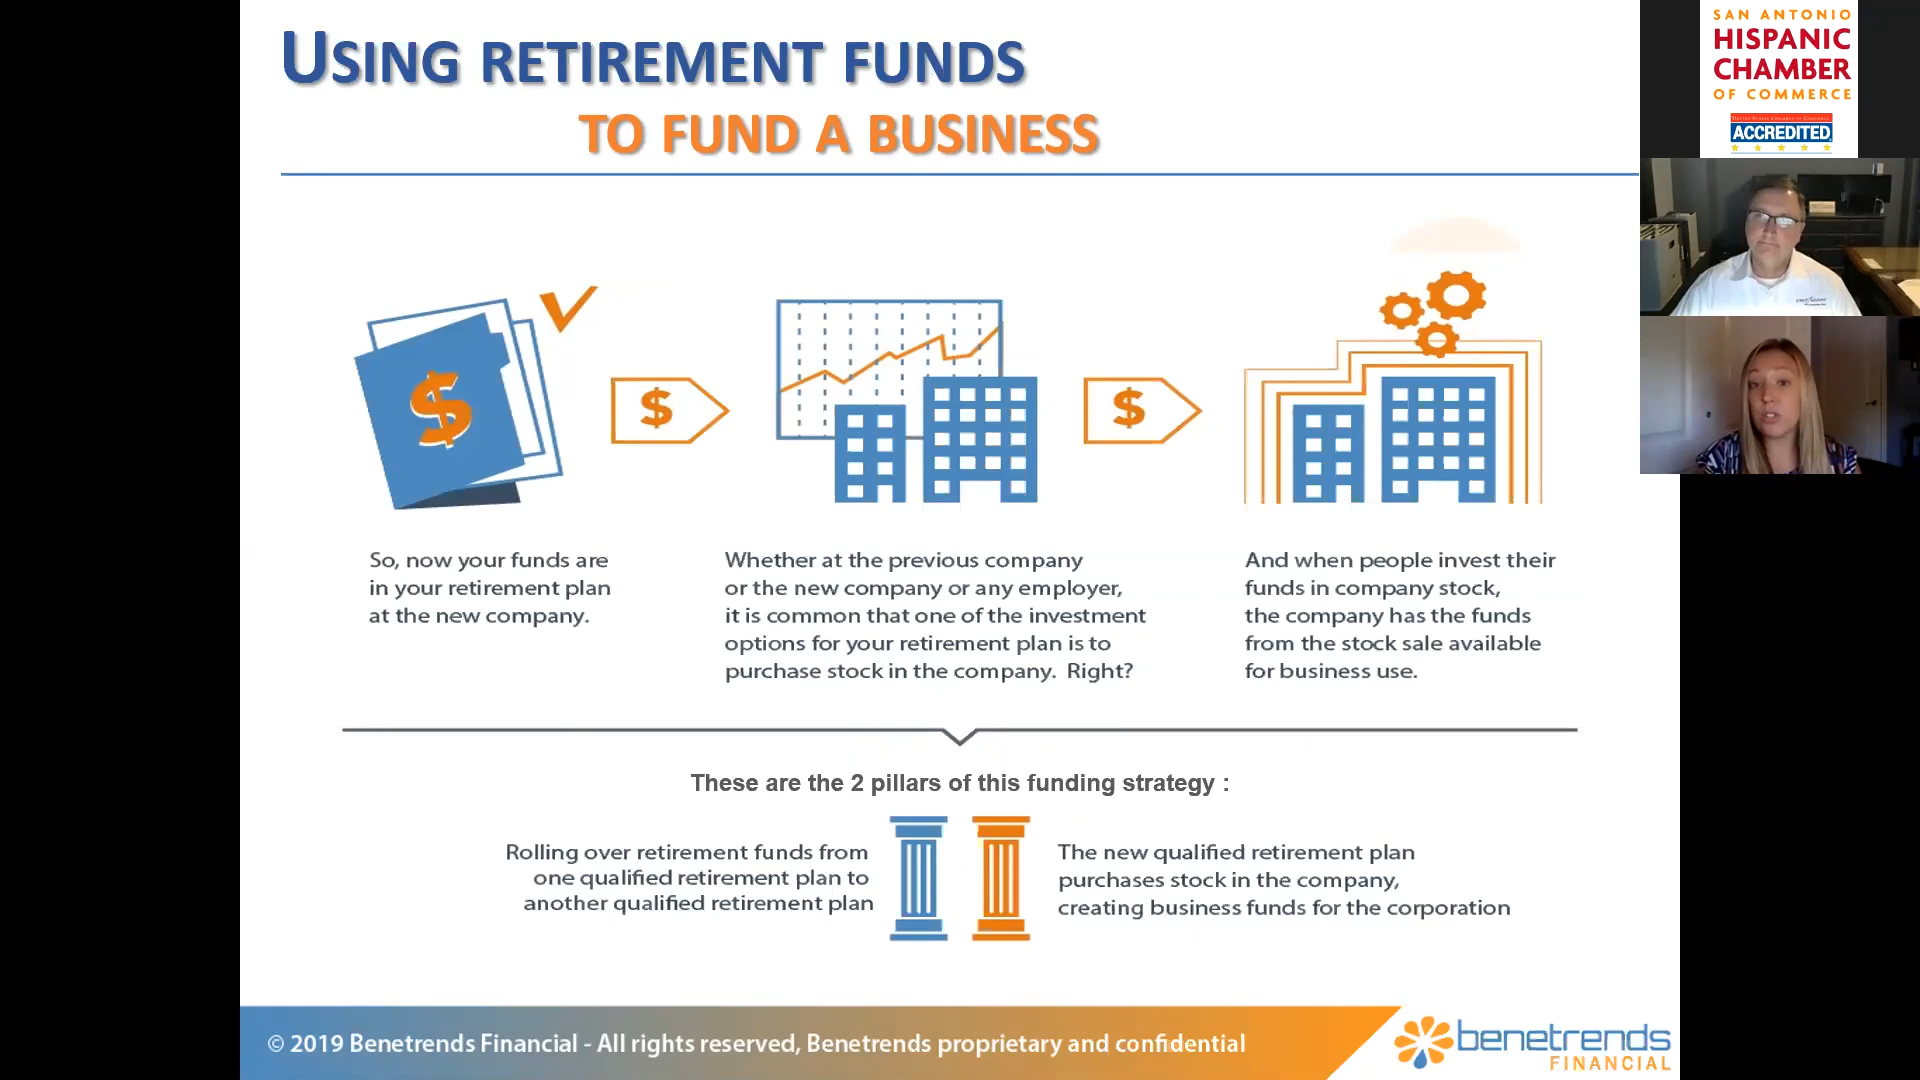 USING RETIREMENT FUNDS
TO FUND A BUSINESS
SAN ANTONIO
HISPANIC
CHAMBER
OF COMMERCE
ACCREDITED
$
$
$
So, now your funds are
in your retirement plan
at the new company.
Whether at the previous company
or the new company or any employer,
it is common that one of the investment
options for your retirement plan is to
purchase stock in the company. Right?
And when people invest their
funds in company stock,
the company has the funds
from the stock sale available
for business use.
These are the 2 pillars of this funding strategy :
Rolling over retirement funds from
one qualified retirement plan to
another qualified retirement plan
The new qualified retirement plan
purchases stock in the company,
creating business funds for the corporation
© 2019 Benetrends Financial - All rights reserved, Benetrends proprietary and confidential
benetrends
FINANCIAL